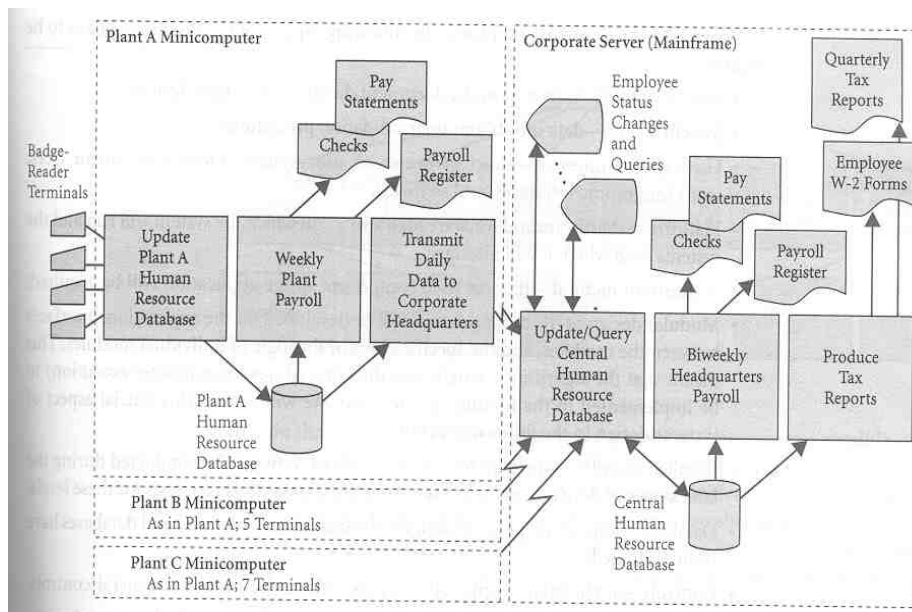 Plant A Minicomputer
Pay
Statements
Checks
Payroll
Register
Badge-
Reader
Terminals
Update
Plant A
Human
Resource
Database
Weekly
Plant
Payroll
Transmit
Daily
Data to
Corporate
Headquarters
Plant A
Human
Resource
Database
Plant B Minicomputer
As in Plant A; 5 Terminals
Plant C Minicomputer
As in Plant A; 7 Terminals
Corporate Server (Mainframe)
Employee
Status
Changes
and
Queries
Quarterly
Tax
Reports
Pay
Statements
Checks
Payroll
Register
Employee
W-2 Forms
Update/Query
Central
Human
Resource
Database
Biweekly
Headquarters
Payroll
Produce
Tax
Reports
Central
Human
Resource
Database